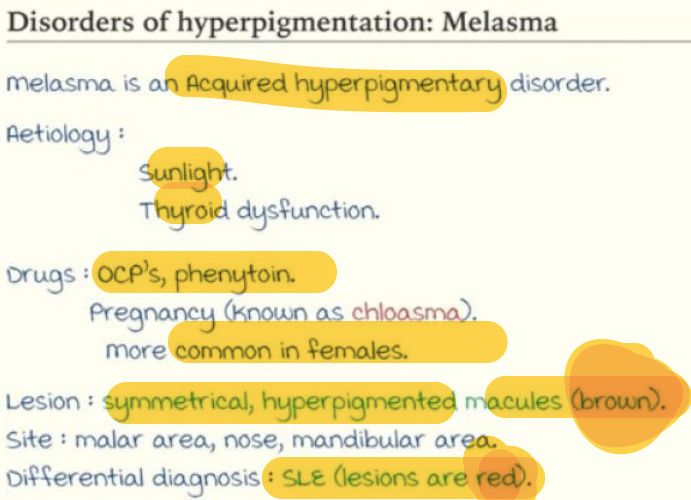 Disorders of hyperpigmentation: Melasma
melasma is an Acquired hyperpigmentary disorder.
Aetiology :
Sunlight.
Thyroid dysfunction.
Drugs : OCP's, phenytoin.
Pregnancy (known as chloasma).
more common in females.
Lesion : symmetrical, hyperpigmented macules (brown).
Site : malar area, nose, mandibular area.
Differential diagnosis : SLE (lesions are red).